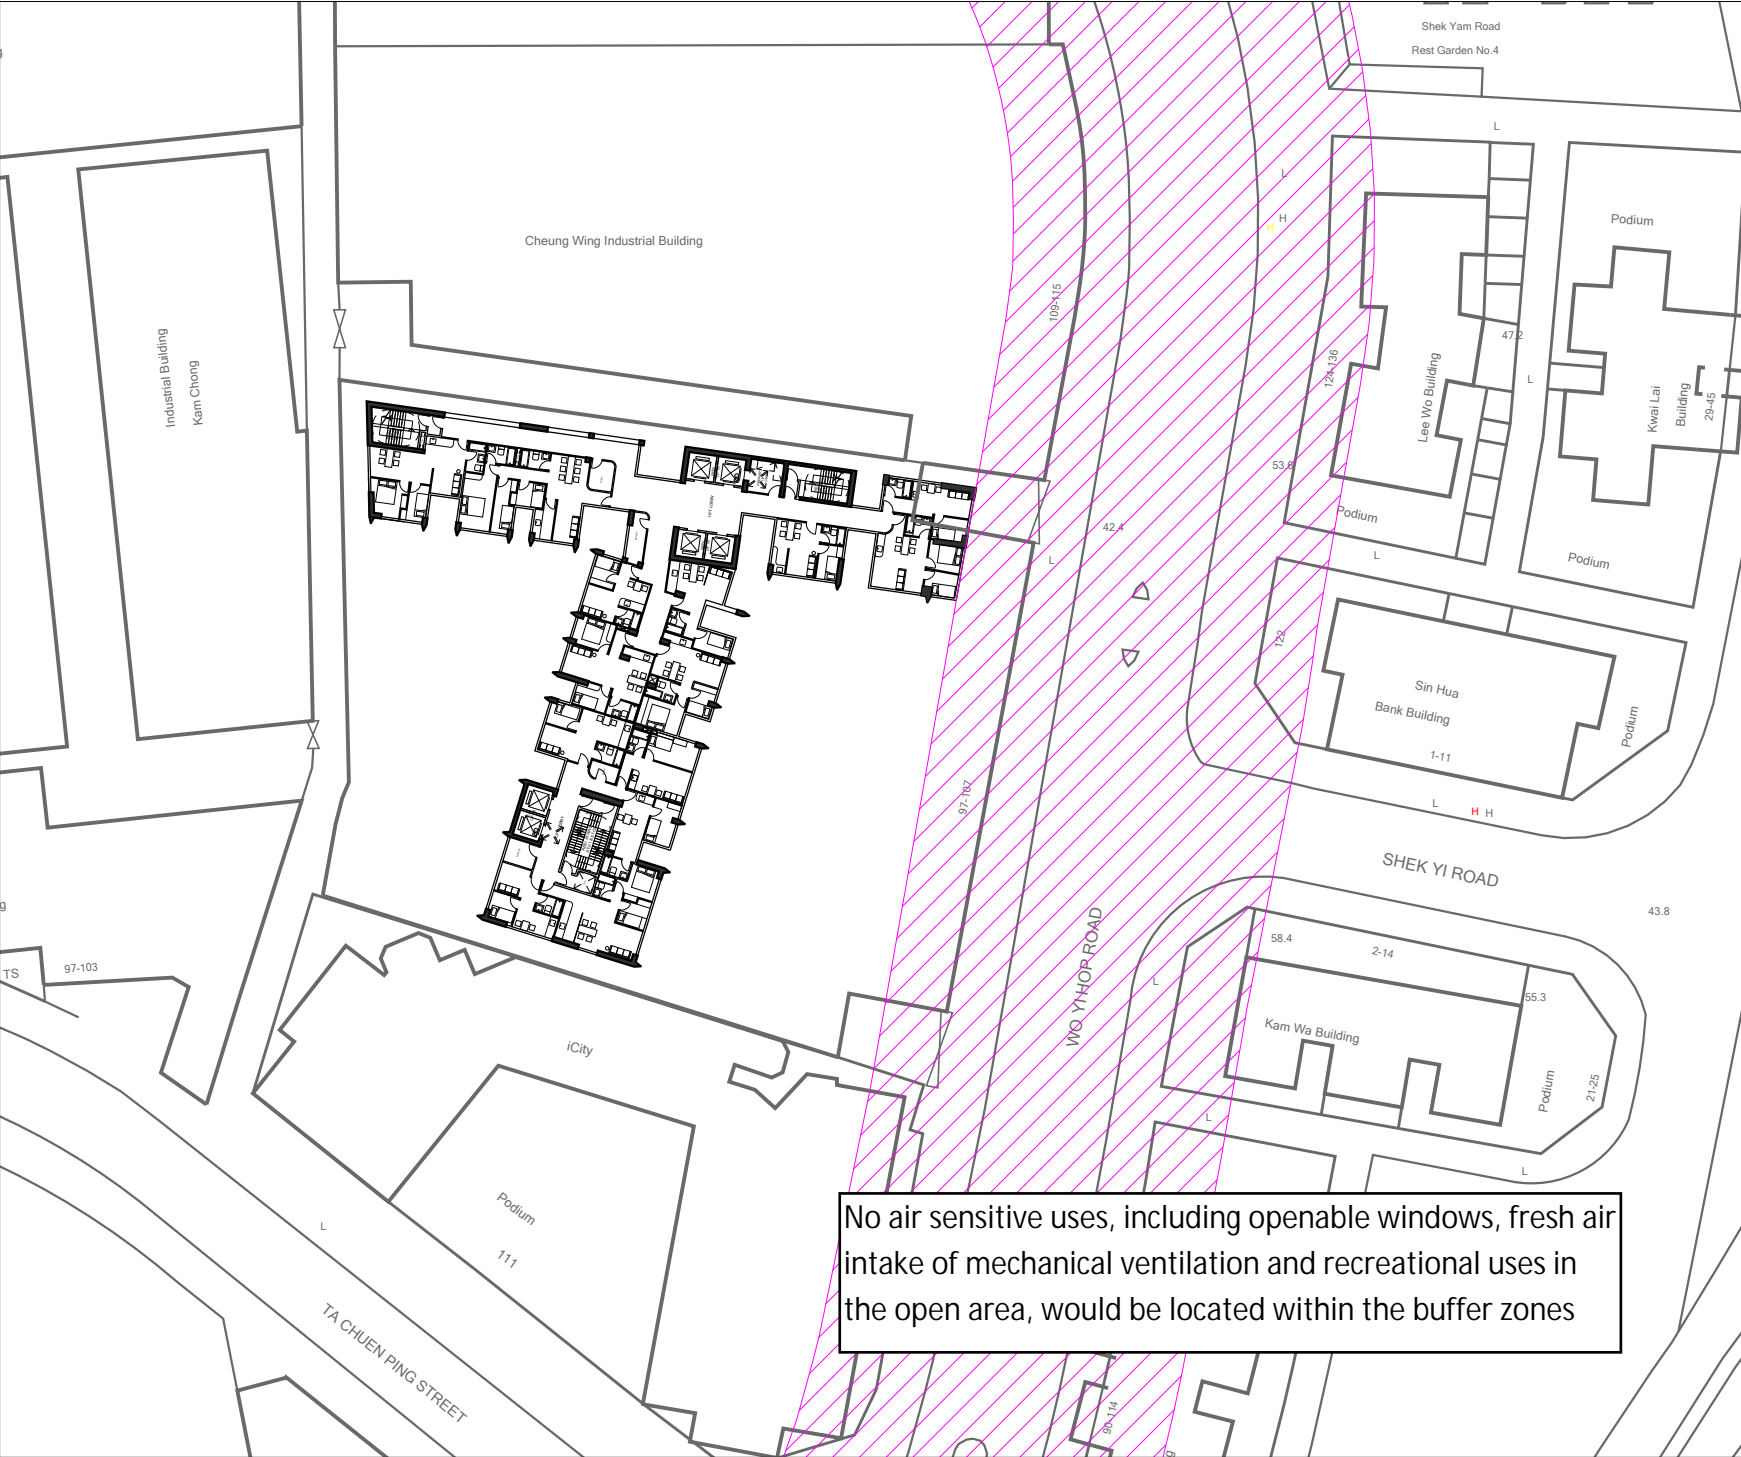 Shek Yam Road
Rest Garden No.4
L
L
H
H
Podium
Cheung Wing Industrial Building
109-115
47.2
124-136
Lee Wo Building
L
Kwai Lai
Building
29-45
Industrial Building
Kam Chong
53.9
Podium
42.4
L
L
Podium
LIFT LOBBY
122
Sin Hua
Bank Building
1-11
Podium
97-107
L
H H
SHEK YI ROAD
43.8
58.4
2-14
55.3
WO YI HOP ROAD
L
Kam Wa Building
Podium
21-25
TS
97-103
iCity
L
L
Podium
111
L
TA CHUEN PING STREET
No air sensitive uses, including openable windows, fresh air
intake of mechanical ventilation and recreational uses in
the open area, would be located within the buffer zones
90-114
g
g